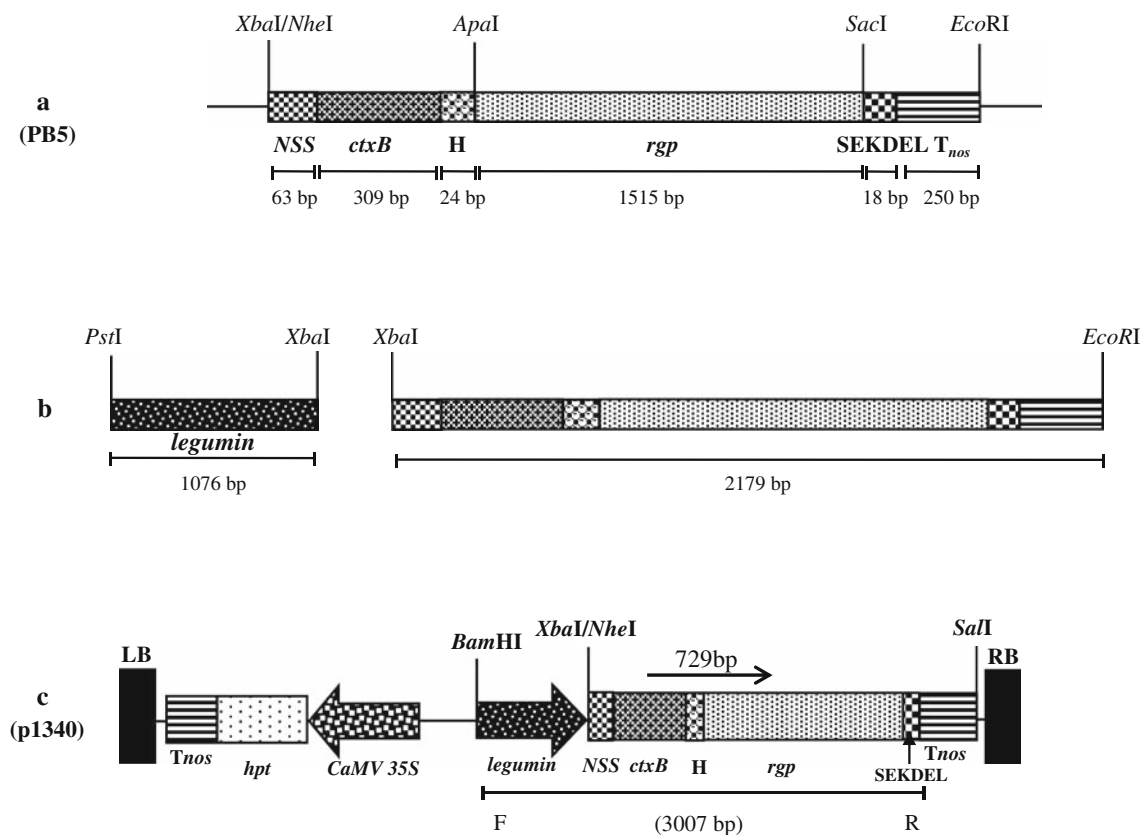 XbaI/NheI ApaI SacI EcoRI
a
(PB5)
NSS ctxB H rgp SEKDEL Tnos
63 bp 309 bp 24 bp 1515 bp 18 bp 250 bp
PstI XbaI XbaI EcoRI
b
legumin
1076 bp 2179 bp
c
(p1340)
LB BamHI XbaI/NheI 729bp SalI RB
Tnos hpt CaMV 35S legumin NSS ctxB H rgp SEKDEL Tnos
F (3007 bp) R